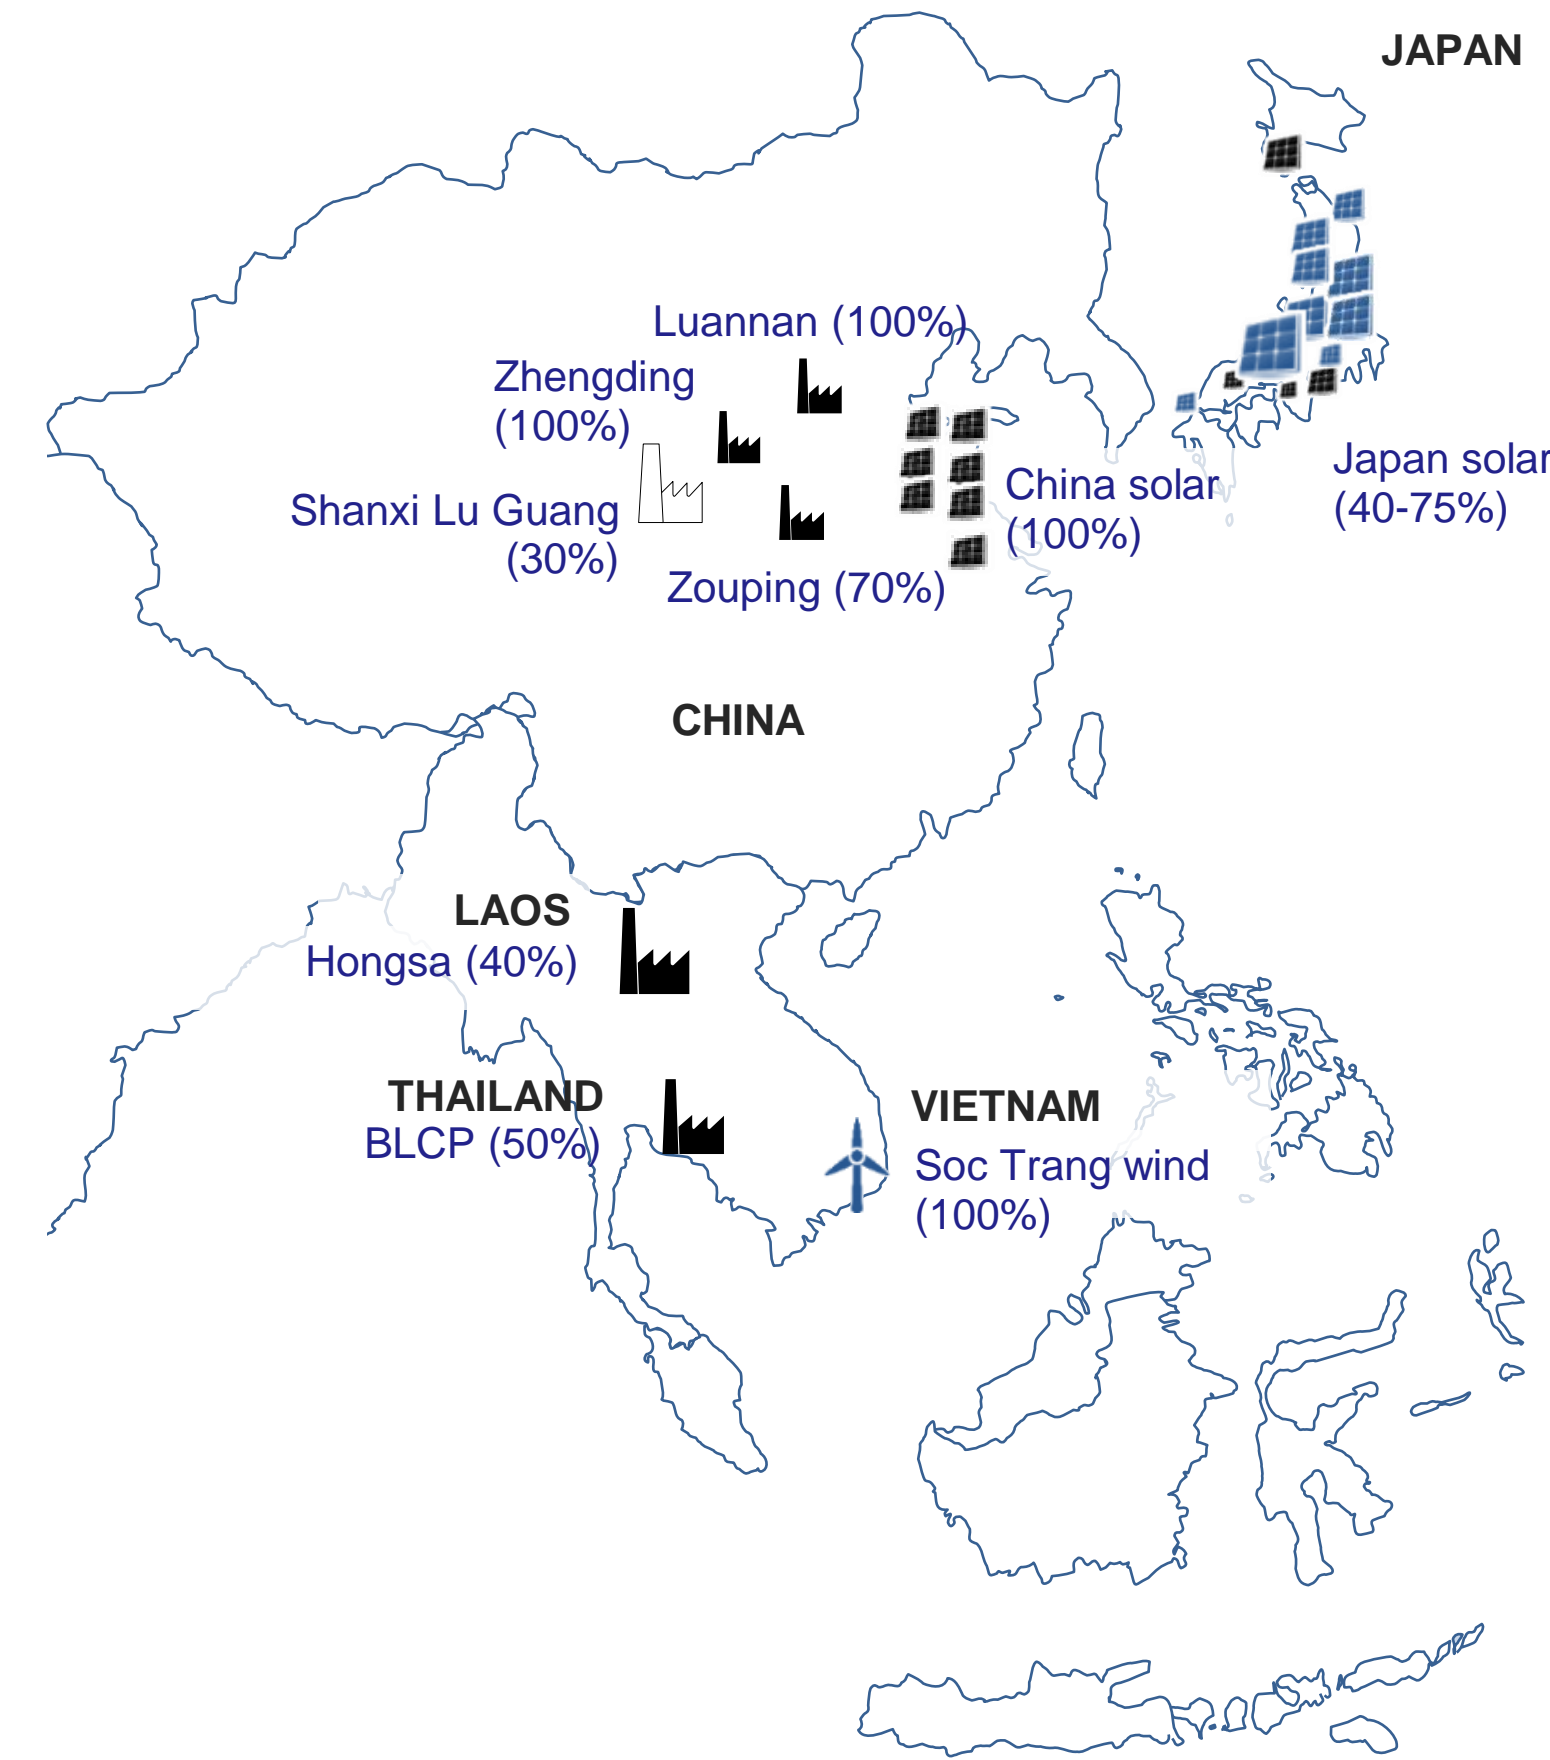 JAPAN
Luannan (100%)
Zhengding
(100%)
Shanxi Lu Guang
(30%)
Zouping (70%)
China solar
(100%)
Japan solar
(40-75%)
CHINA
LAOS
Hongsa (40%)
THAILAND
BLCP (50%)
VIETNAM
Soc Trang wind
(100%)